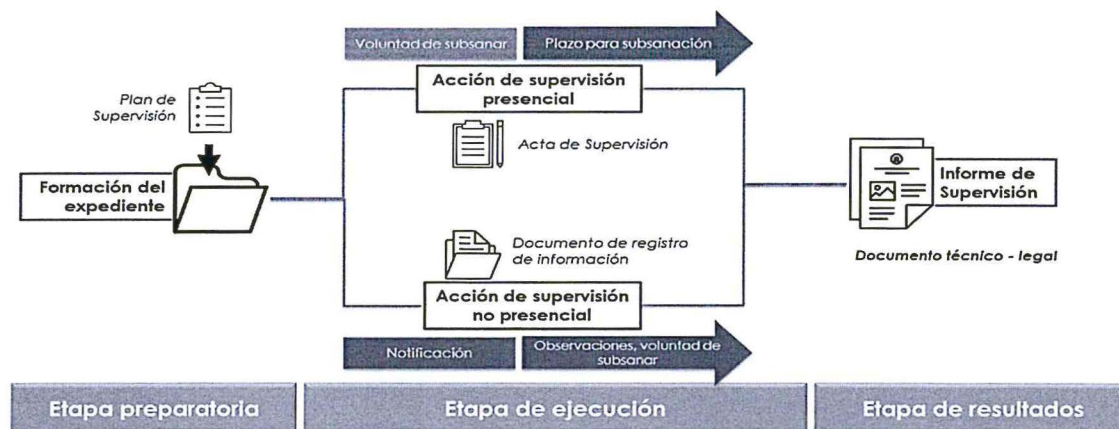 Voluntad de subsanar
Plazo para subsanación
Acción de supervisión
presencial
Plan de
Supervisión
Acta de Supervisión
Formación del
expediente
Informe de
Supervisión
Documento de registro
de información
Documento técnico - legal
Acción de supervisión
no presencial
Notificación
Observaciones, voluntad de
subsanar
Etapa preparatoria
Etapa de ejecución
Etapa de resultados